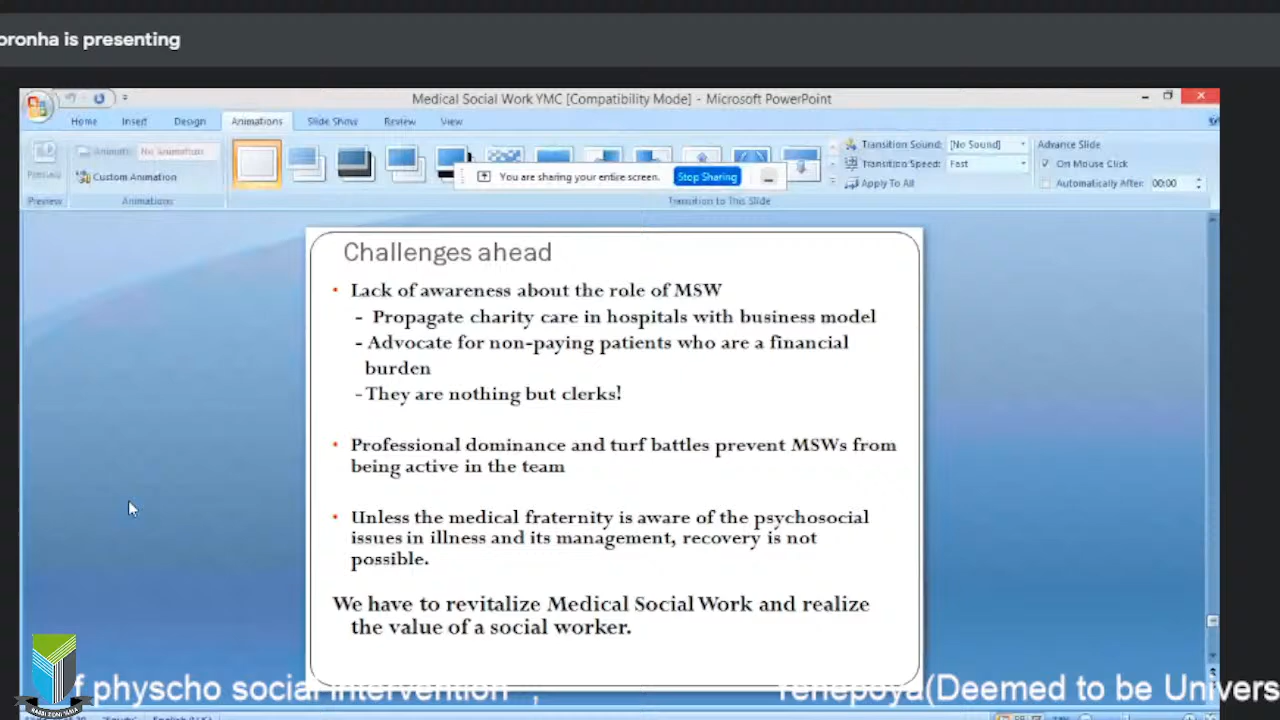 oronha is presenting
Medical Social Work YMC [Compatibility Mode] - Microsoft PowerPoint
Home Insert Design Animations Slide Show Review View
Preview
Animate: No Animation
Custom Animation
You are sharing your entire screen. Stop Sharing
Transition Sound: [No Sound]
Transition Speed: Fast
Apply To All
Advance Slide
On Mouse Click
Automatically After: 00:00
Preview Animations Transition to This Slide
Challenges ahead
• Lack of awareness about the role of MSW
- Propagate charity care in hospitals with business model
- Advocate for non-paying patients who are a financial
burden
- They are nothing but clerks!
• Professional dominance and turf battles prevent MSWs from
being active in the team
• Unless the medical fraternity is aware of the psychosocial
issues in illness and its management, recovery is not
possible.
We have to revitalize Medical Social Work and realize
the value of a social worker.
f physcho social intervention , Yenepoya(Deemed to be Univers